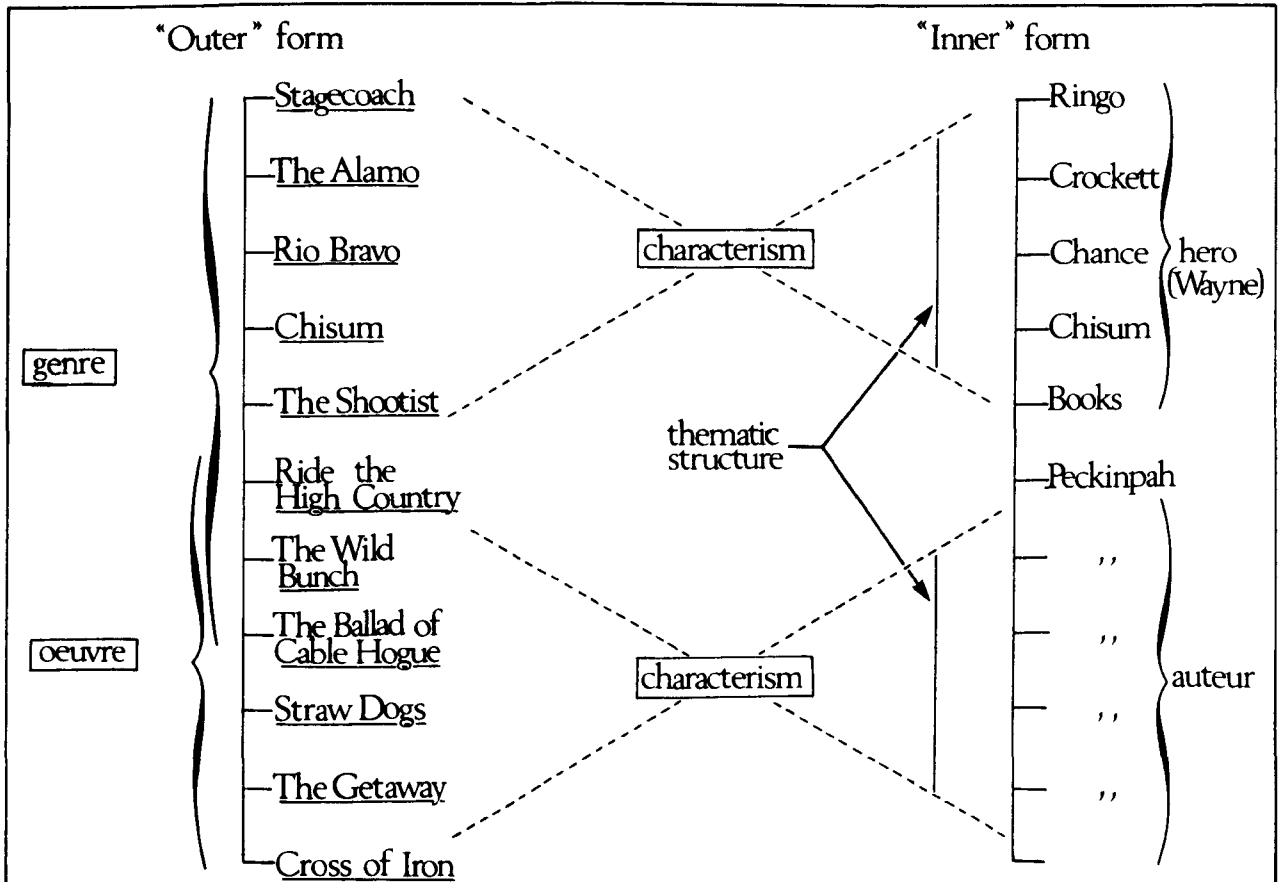 "Outer" form
"Inner" form
genre
oeuvre
Stagecoach
The Alamo
Rio Bravo
Chisum
The Shootist
Ride the
High Country
The Wild
Bunch
The Ballad of
Cable Hogue
Straw Dogs
The Getaway
Cross of Iron
characterism
thematic
structure
characterism
Ringo
Crockett
Chance
Chisum
Books
Peckinpah
,,
,,
,,
,,
hero
(Wayne)
auteur